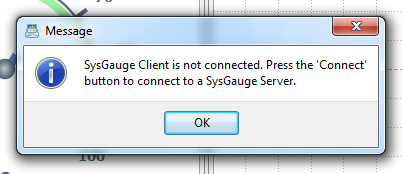 Message
SysGauge Client is not connected. Press the 'Connect'
button to connect to a SysGauge Server.
OK
100